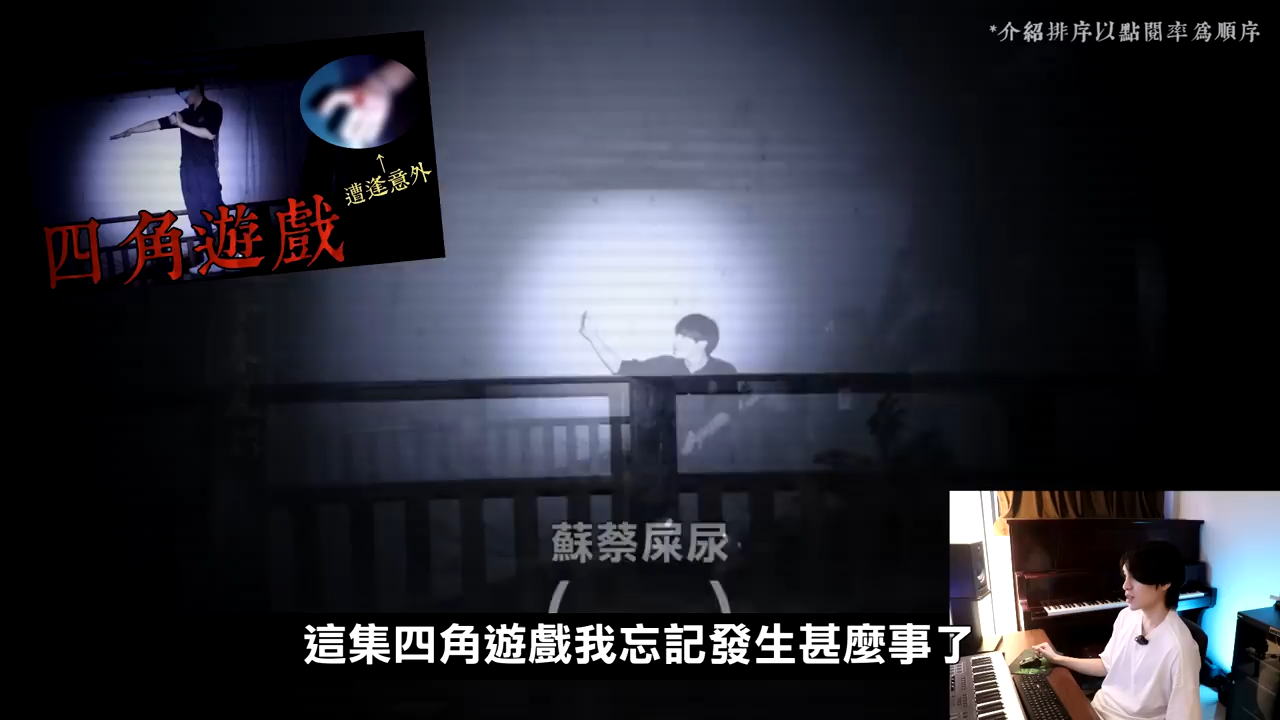 *介紹排序以點閱率為順序
↑
遭逢意外
四角遊戲
蘇蔡屎尿
(　　　)
這集四角遊戲我忘記發生甚麼事了